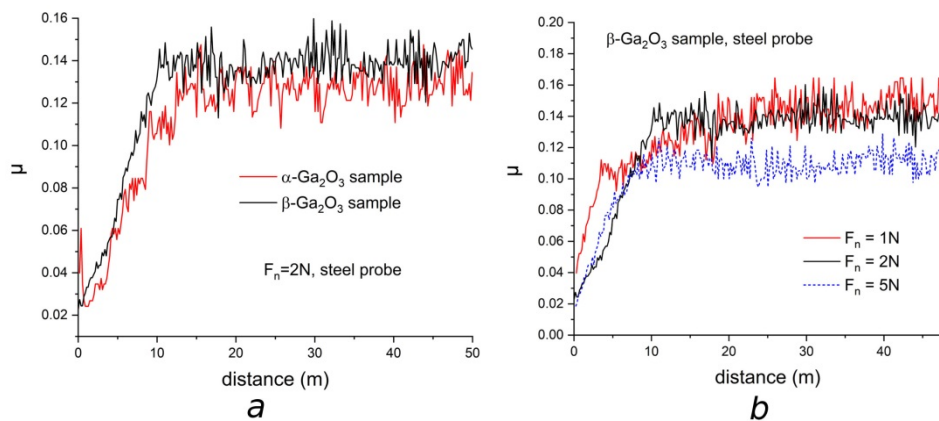 0.16
0.14
0.12
0.10
0.08
0.06
0.04
0.02
μ
α-Ga₂O₃ sample
β-Ga₂O₃ sample
Fₙ=2N, steel probe
0 10 20 30 40 50
distance (m)
a
0.20
0.18
0.16
0.14
0.12
0.10
0.08
0.06
0.04
0.02
0.00
μ
β-Ga₂O₃ sample, steel probe
Fₙ = 1N
Fₙ = 2N
Fₙ = 5N
0 10 20 30 40
distance (m)
b